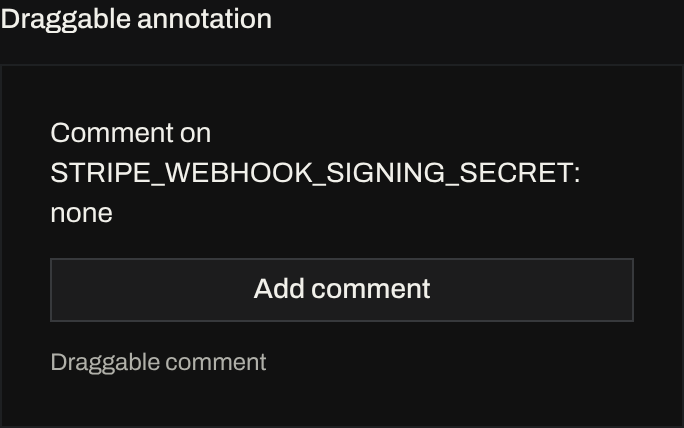 Draggable annotation
Comment on
STRIPE_WEBHOOK_SIGNING_SECRET:
none
Add comment
Draggable comment